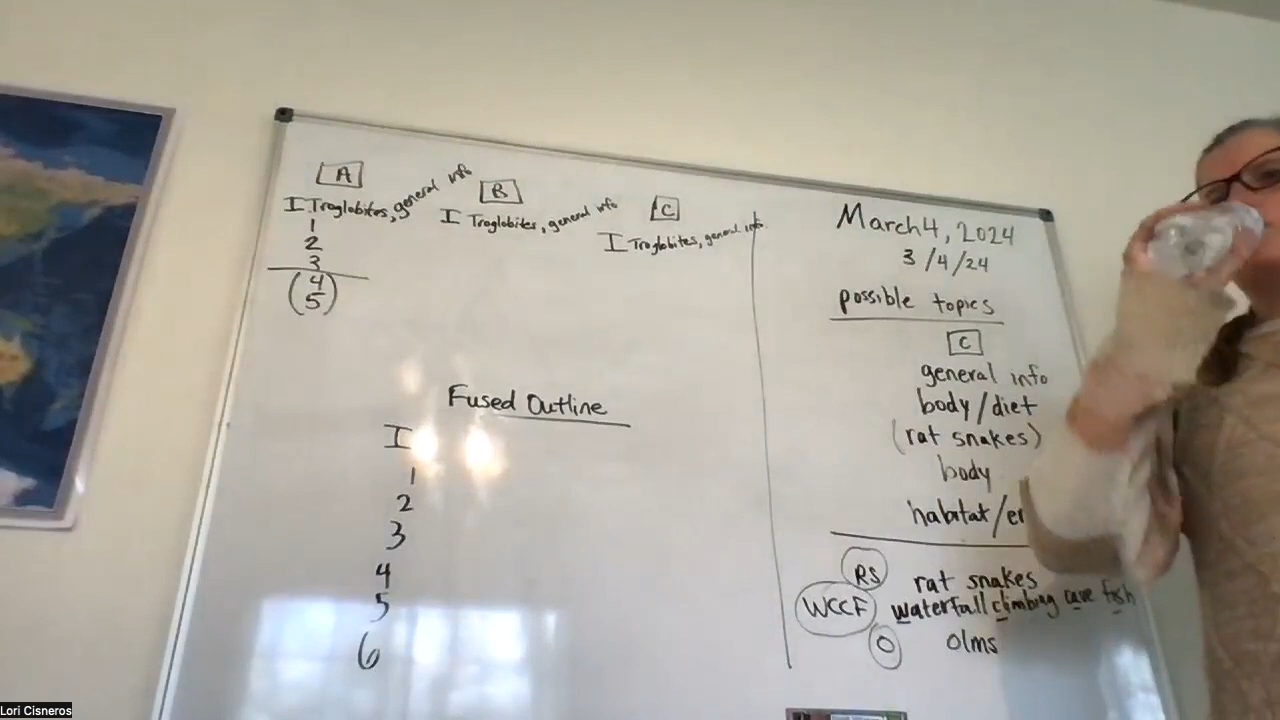 A
I Troglobites, general info
1
2
3
(4
5)
B
I Troglobites, general info
C
I Troglobites, general info
Fused Outline
I
1
2
3
4
5
6
March 4, 2024
3/4/24
possible topics
C
general info
body/diet
(rat snakes)
body
habitat/en
RS rat snakes
WCCF waterfall climbing cave fish
O olms
Lori Cisneros